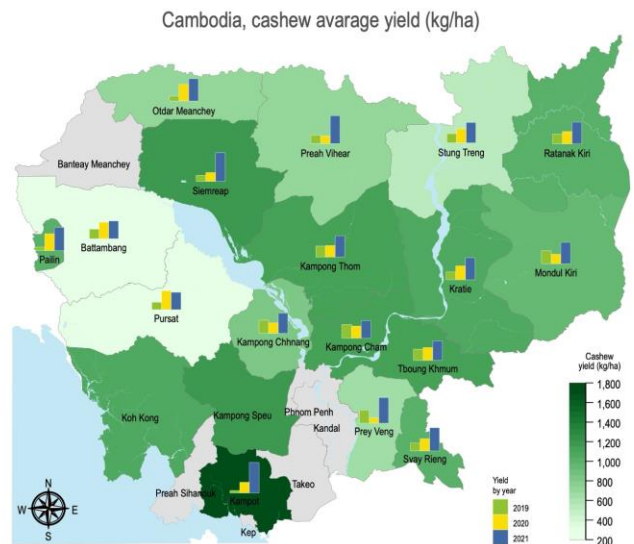 Cambodia, cashew avarage yield (kg/ha)
Otdar Meanchey
Banteay Meanchey
Preah Vihear
Stung Treng
Ratanak Kiri
Siemreap
Battambang
Pailin
Kampong Thom
Mondul Kiri
Kratie
Pursat
Kampong Chhnang
Kampong Cham
Tboung Khmum
Koh Kong
Kampong Speu
Phnom Penh
Kandal
Prey Veng
Svay Rieng
Preah Sihanouk
Kampot
Takeo
Kep
N
W
E
S
Yield
by year
2019
2020
2021
Cashew
yield (kg/ha)
1,800
1,600
1,400
1,200
1,000
800
600
400
200